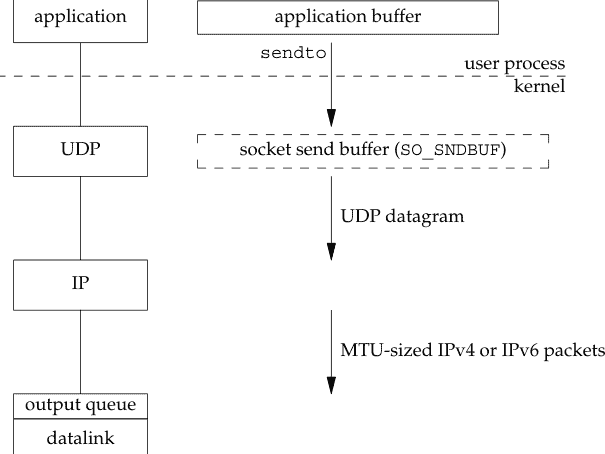 application
application buffer
sendto
user process
kernel
UDP
socket send buffer (SO_SNDBUF)
UDP datagram
IP
MTU-sized IPv4 or IPv6 packets
output queue
datalink